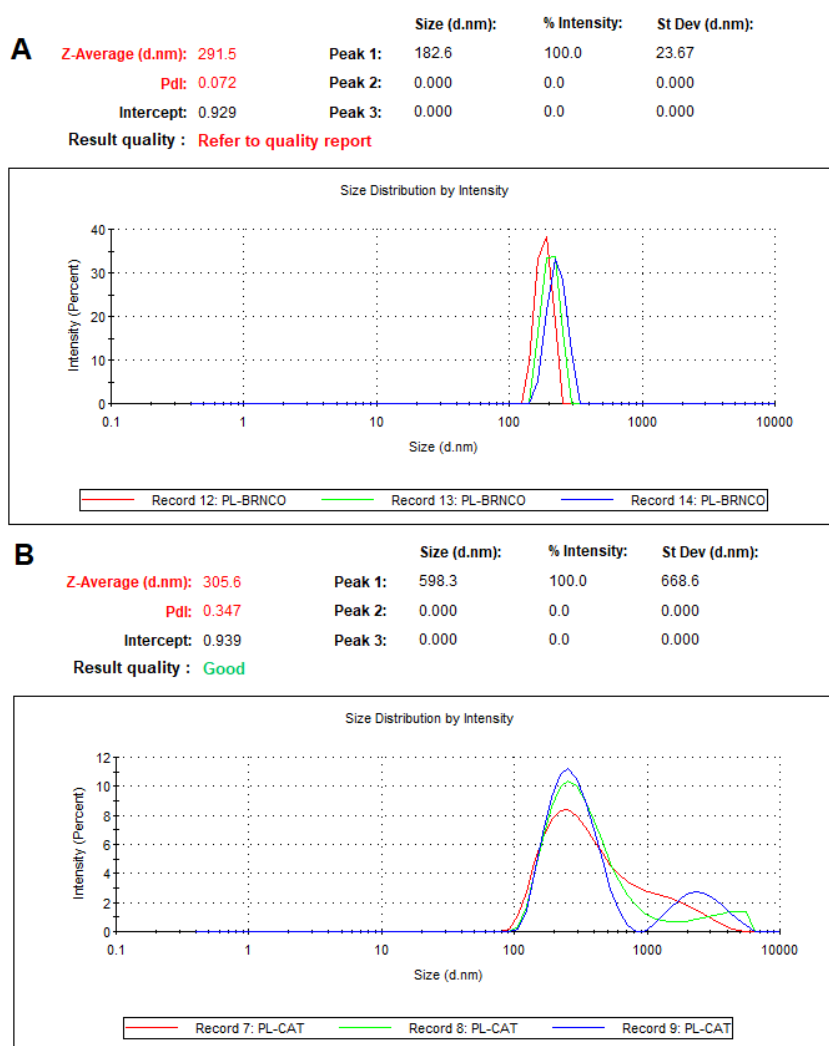 A
Size (d.nm): % Intensity: St Dev (d.nm):
Z-Average (d.nm): 291.5 Peak 1: 182.6 100.0 23.67
PdI: 0.072 Peak 2: 0.000 0.0 0.000
Intercept: 0.929 Peak 3: 0.000 0.0 0.000
Result quality : Refer to quality report
Size Distribution by Intensity
Intensity (Percent)
40
30
20
10
0
0.1 1 10 100 1000 10000
Size (d.nm)
Record 12: PL-BRNCO Record 13: PL-BRNCO Record 14: PL-BRNCO
B
Size (d.nm): % Intensity: St Dev (d.nm):
Z-Average (d.nm): 305.6 Peak 1: 598.3 100.0 668.6
PdI: 0.347 Peak 2: 0.000 0.0 0.000
Intercept: 0.939 Peak 3: 0.000 0.0 0.000
Result quality : Good
Size Distribution by Intensity
Intensity (Percent)
12
10
8
6
4
2
0
0.1 1 10 100 1000 10000
Size (d.nm)
Record 7: PL-CAT Record 8: PL-CAT Record 9: PL-CAT